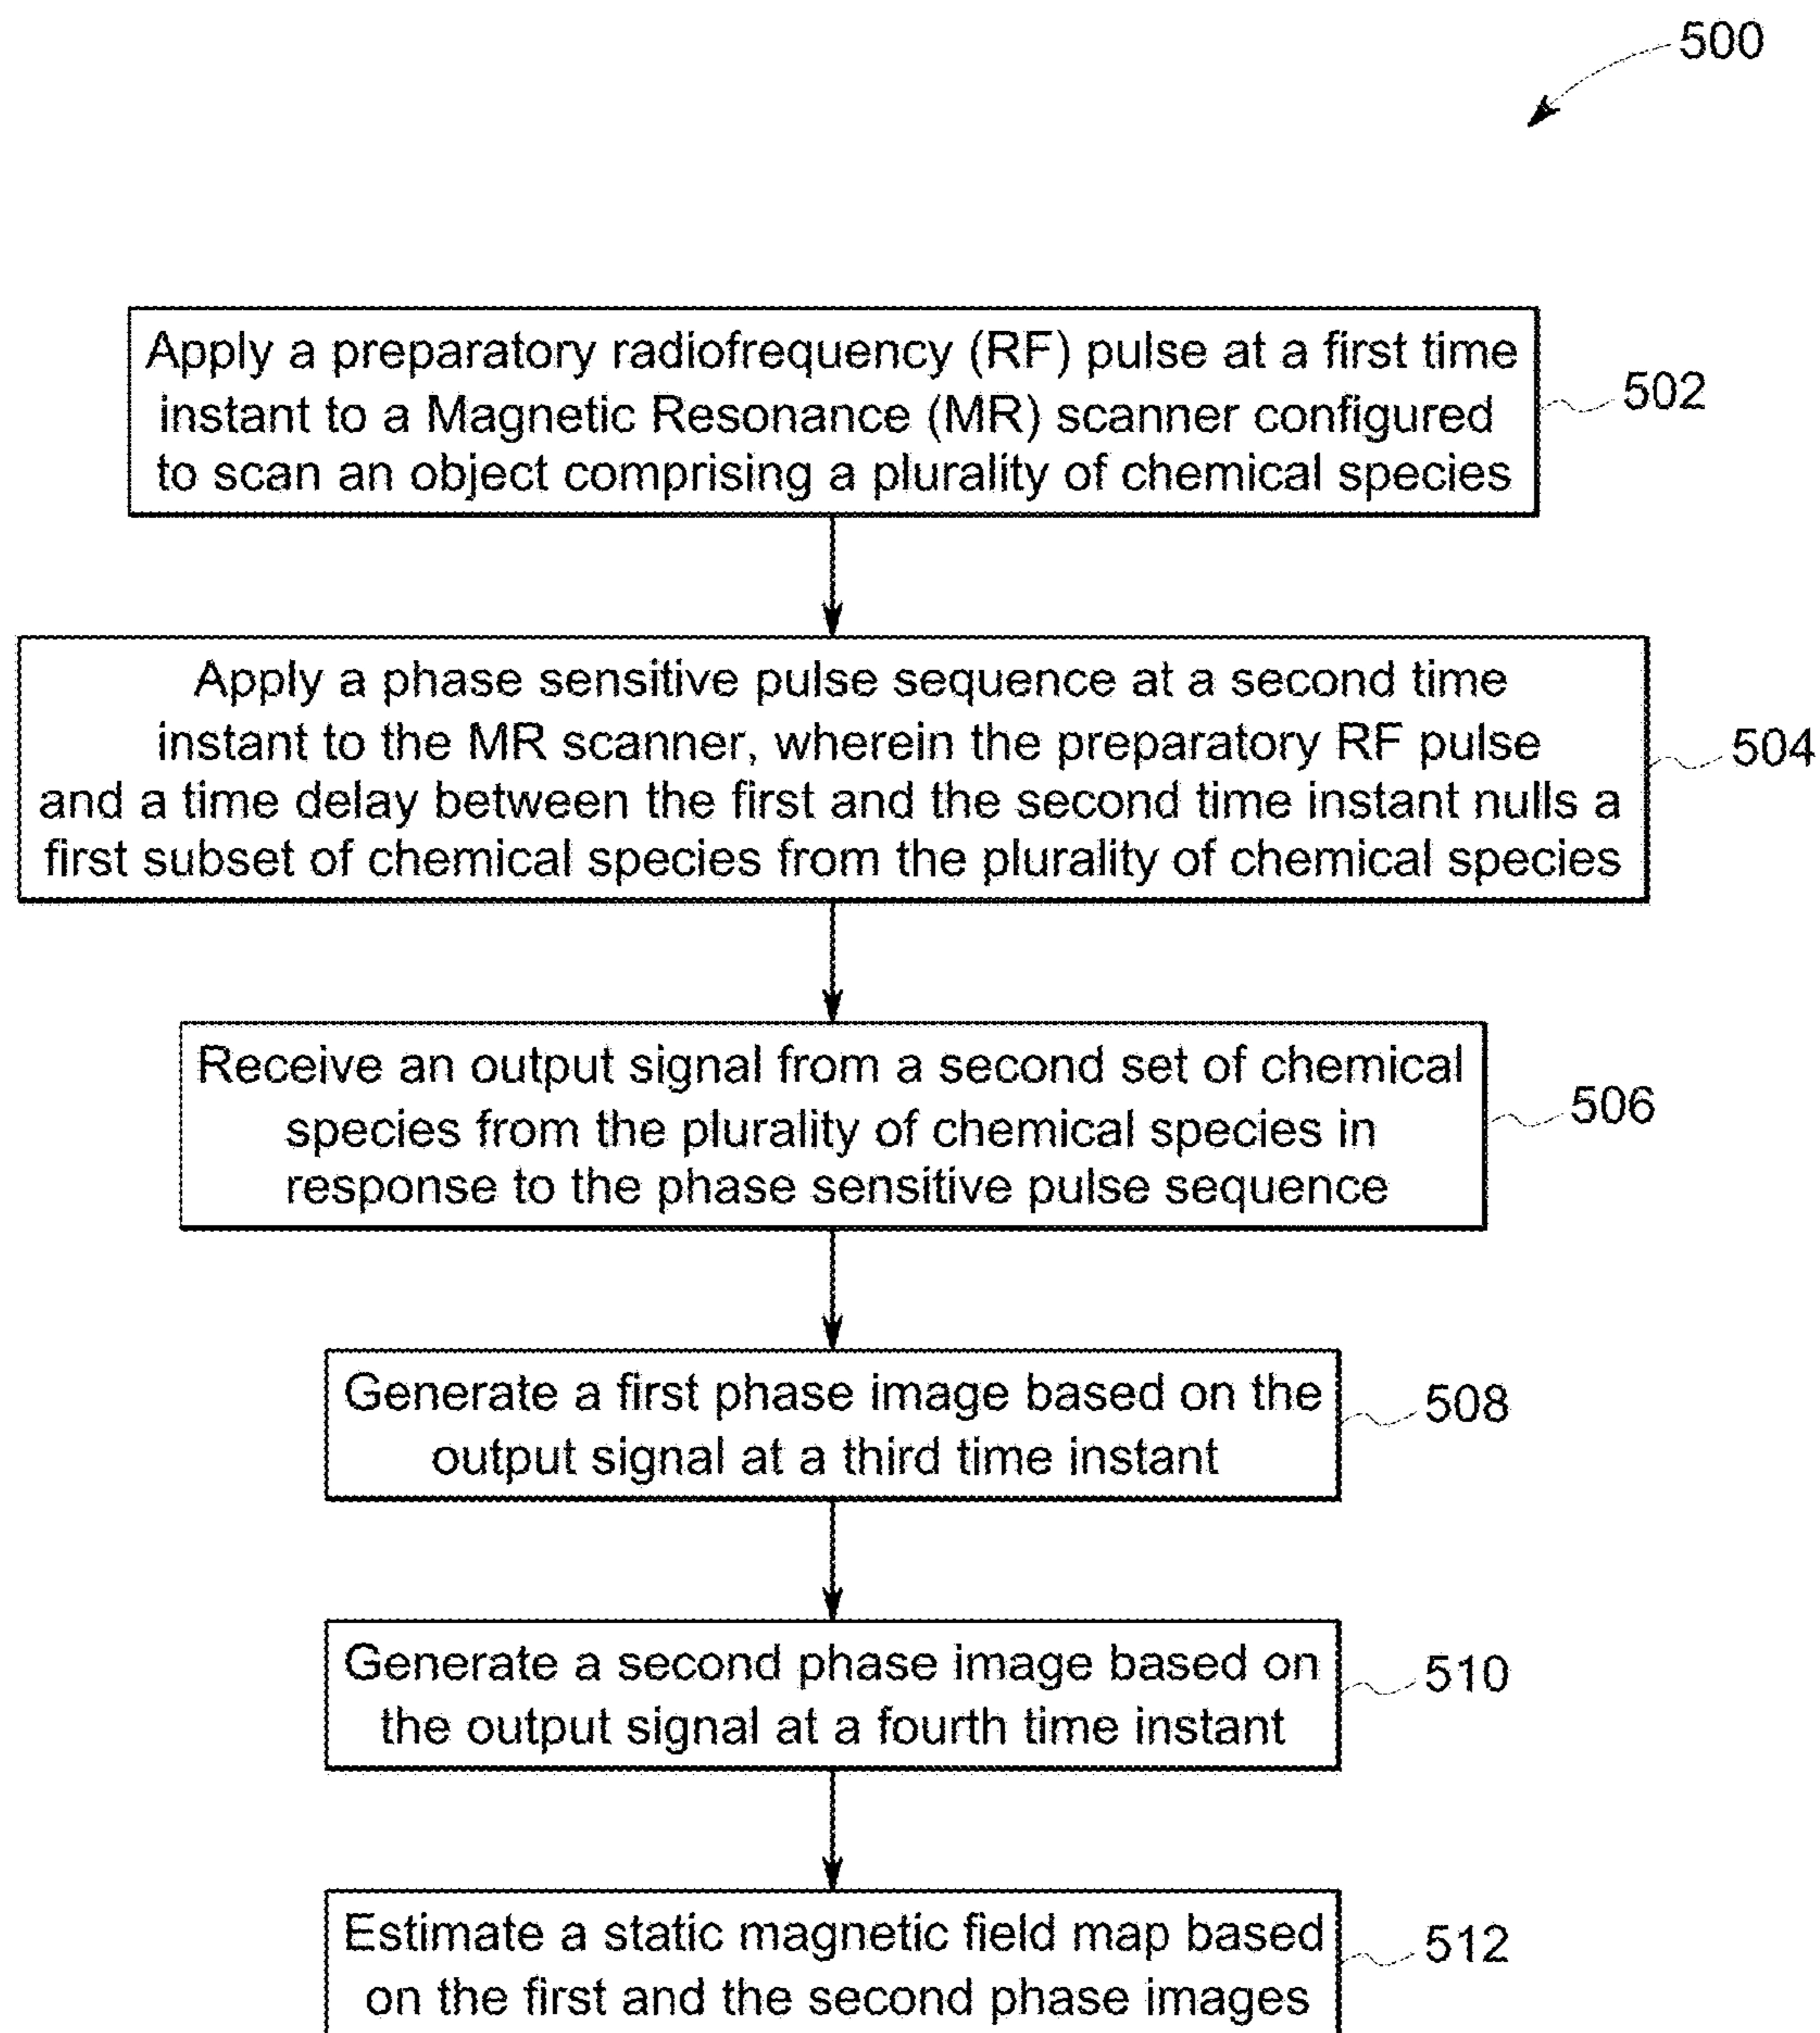 500
Apply a preparatory radiofrequency (RF) pulse at a first time
instant to a Magnetic Resonance (MR) scanner configured
to scan an object comprising a plurality of chemical species
502
Apply a phase sensitive pulse sequence at a second time
instant to the MR scanner, wherein the preparatory RF pulse
and a time delay between the first and the second time instant nulls a
first subset of chemical species from the plurality of chemical species
504
Receive an output signal from a second set of chemical
species from the plurality of chemical species in
response to the phase sensitive pulse sequence
506
Generate a first phase image based on the
output signal at a third time instant
508
Generate a second phase image based on
the output signal at a fourth time instant
510
Estimate a static magnetic field map based
on the first and the second phase images
512